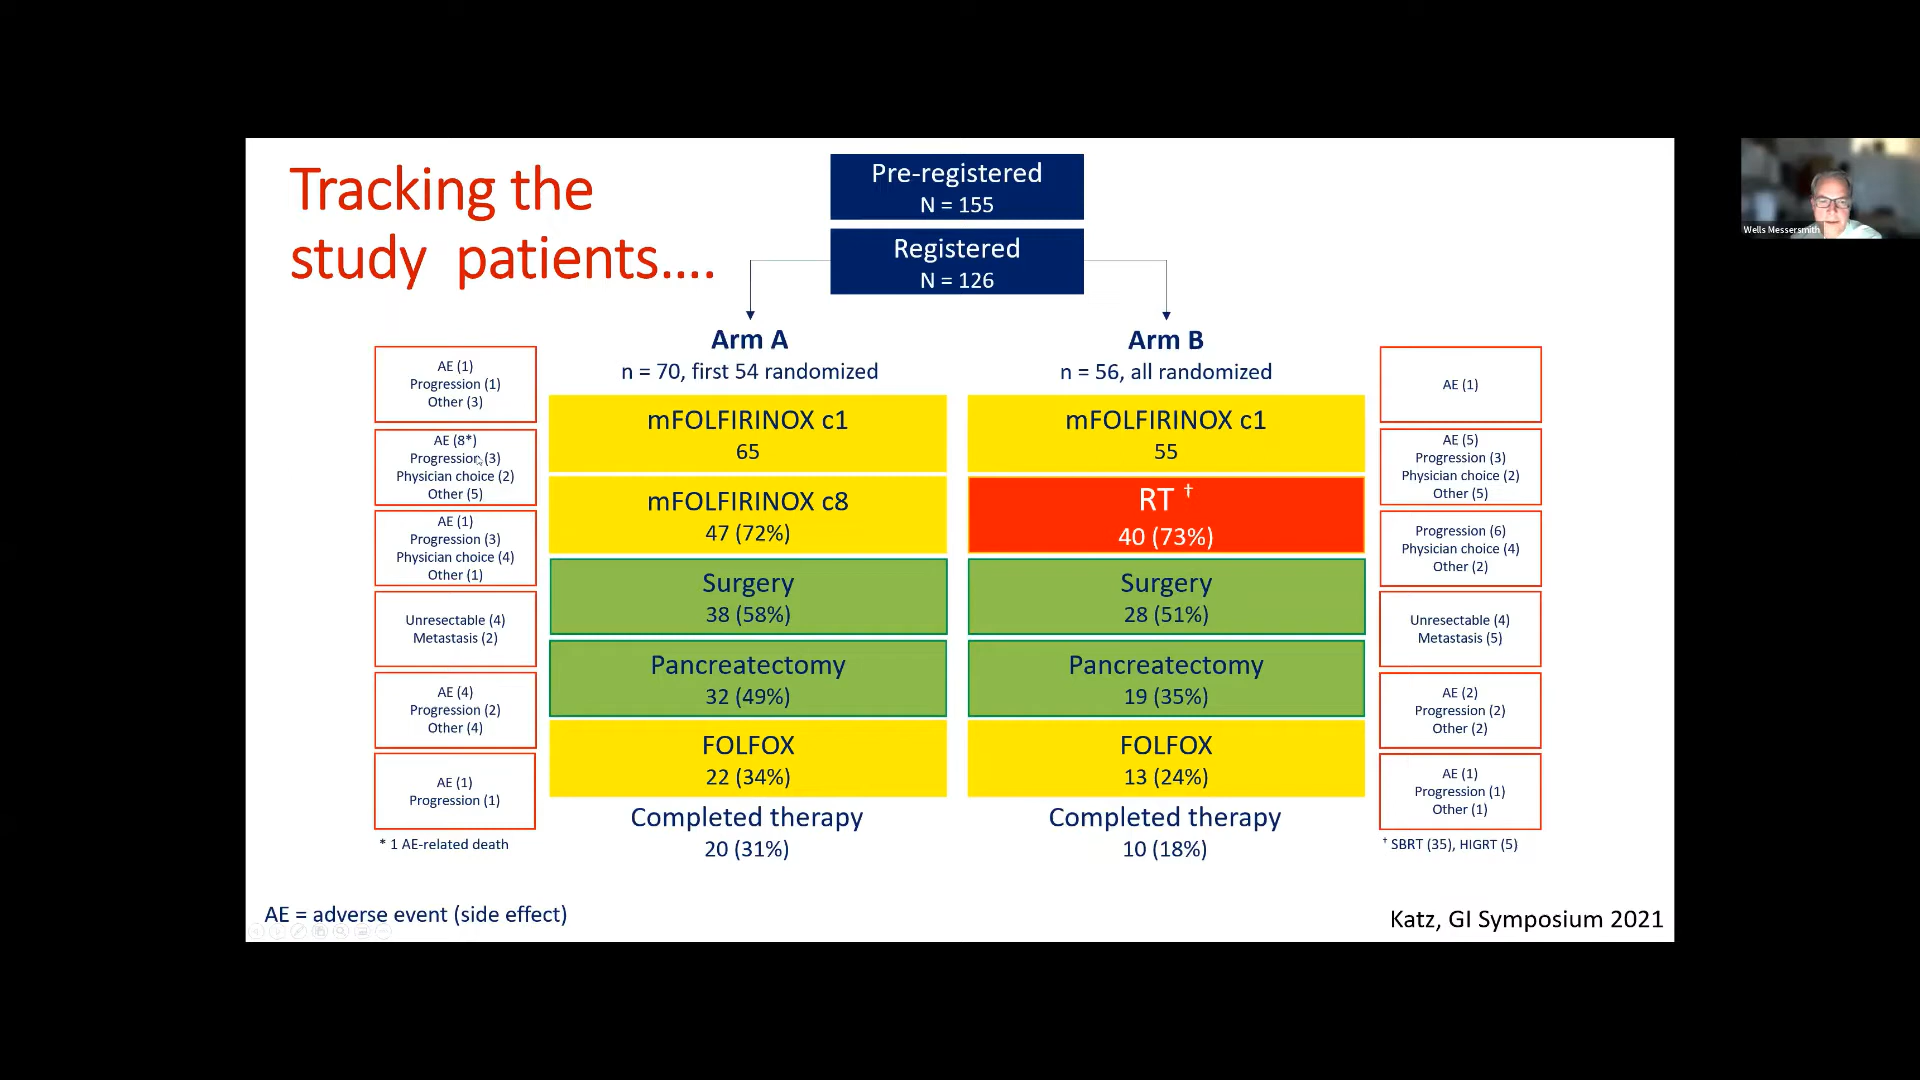 Tracking the
study patients....
Pre-registered
N = 155
Registered
N = 126
Wells Messersmith
Arm A
n = 70, first 54 randomized
Arm B
n = 56, all randomized
AE (1)
Progression (1)
Other (3)
mFOLFIRINOX c1
65
mFOLFIRINOX c1
55
AE (1)
AE (8*)
Progression (3)
Physician choice (2)
Other (5)
mFOLFIRINOX c8
47 (72%)
RT †
40 (73%)
AE (5)
Progression (3)
Physician choice (2)
Other (5)
AE (1)
Progression (3)
Physician choice (4)
Other (1)
Surgery
38 (58%)
Surgery
28 (51%)
Progression (6)
Physician choice (4)
Other (2)
Unresectable (4)
Metastasis (2)
Pancreatectomy
32 (49%)
Pancreatectomy
19 (35%)
Unresectable (4)
Metastasis (5)
AE (4)
Progression (2)
Other (4)
FOLFOX
22 (34%)
FOLFOX
13 (24%)
AE (2)
Progression (2)
Other (2)
AE (1)
Progression (1)
Completed therapy
20 (31%)
Completed therapy
10 (18%)
AE (1)
Progression (1)
Other (1)
* 1 AE-related death
† SBRT (35), HIGRT (5)
AE = adverse event (side effect)
Katz, GI Symposium 2021